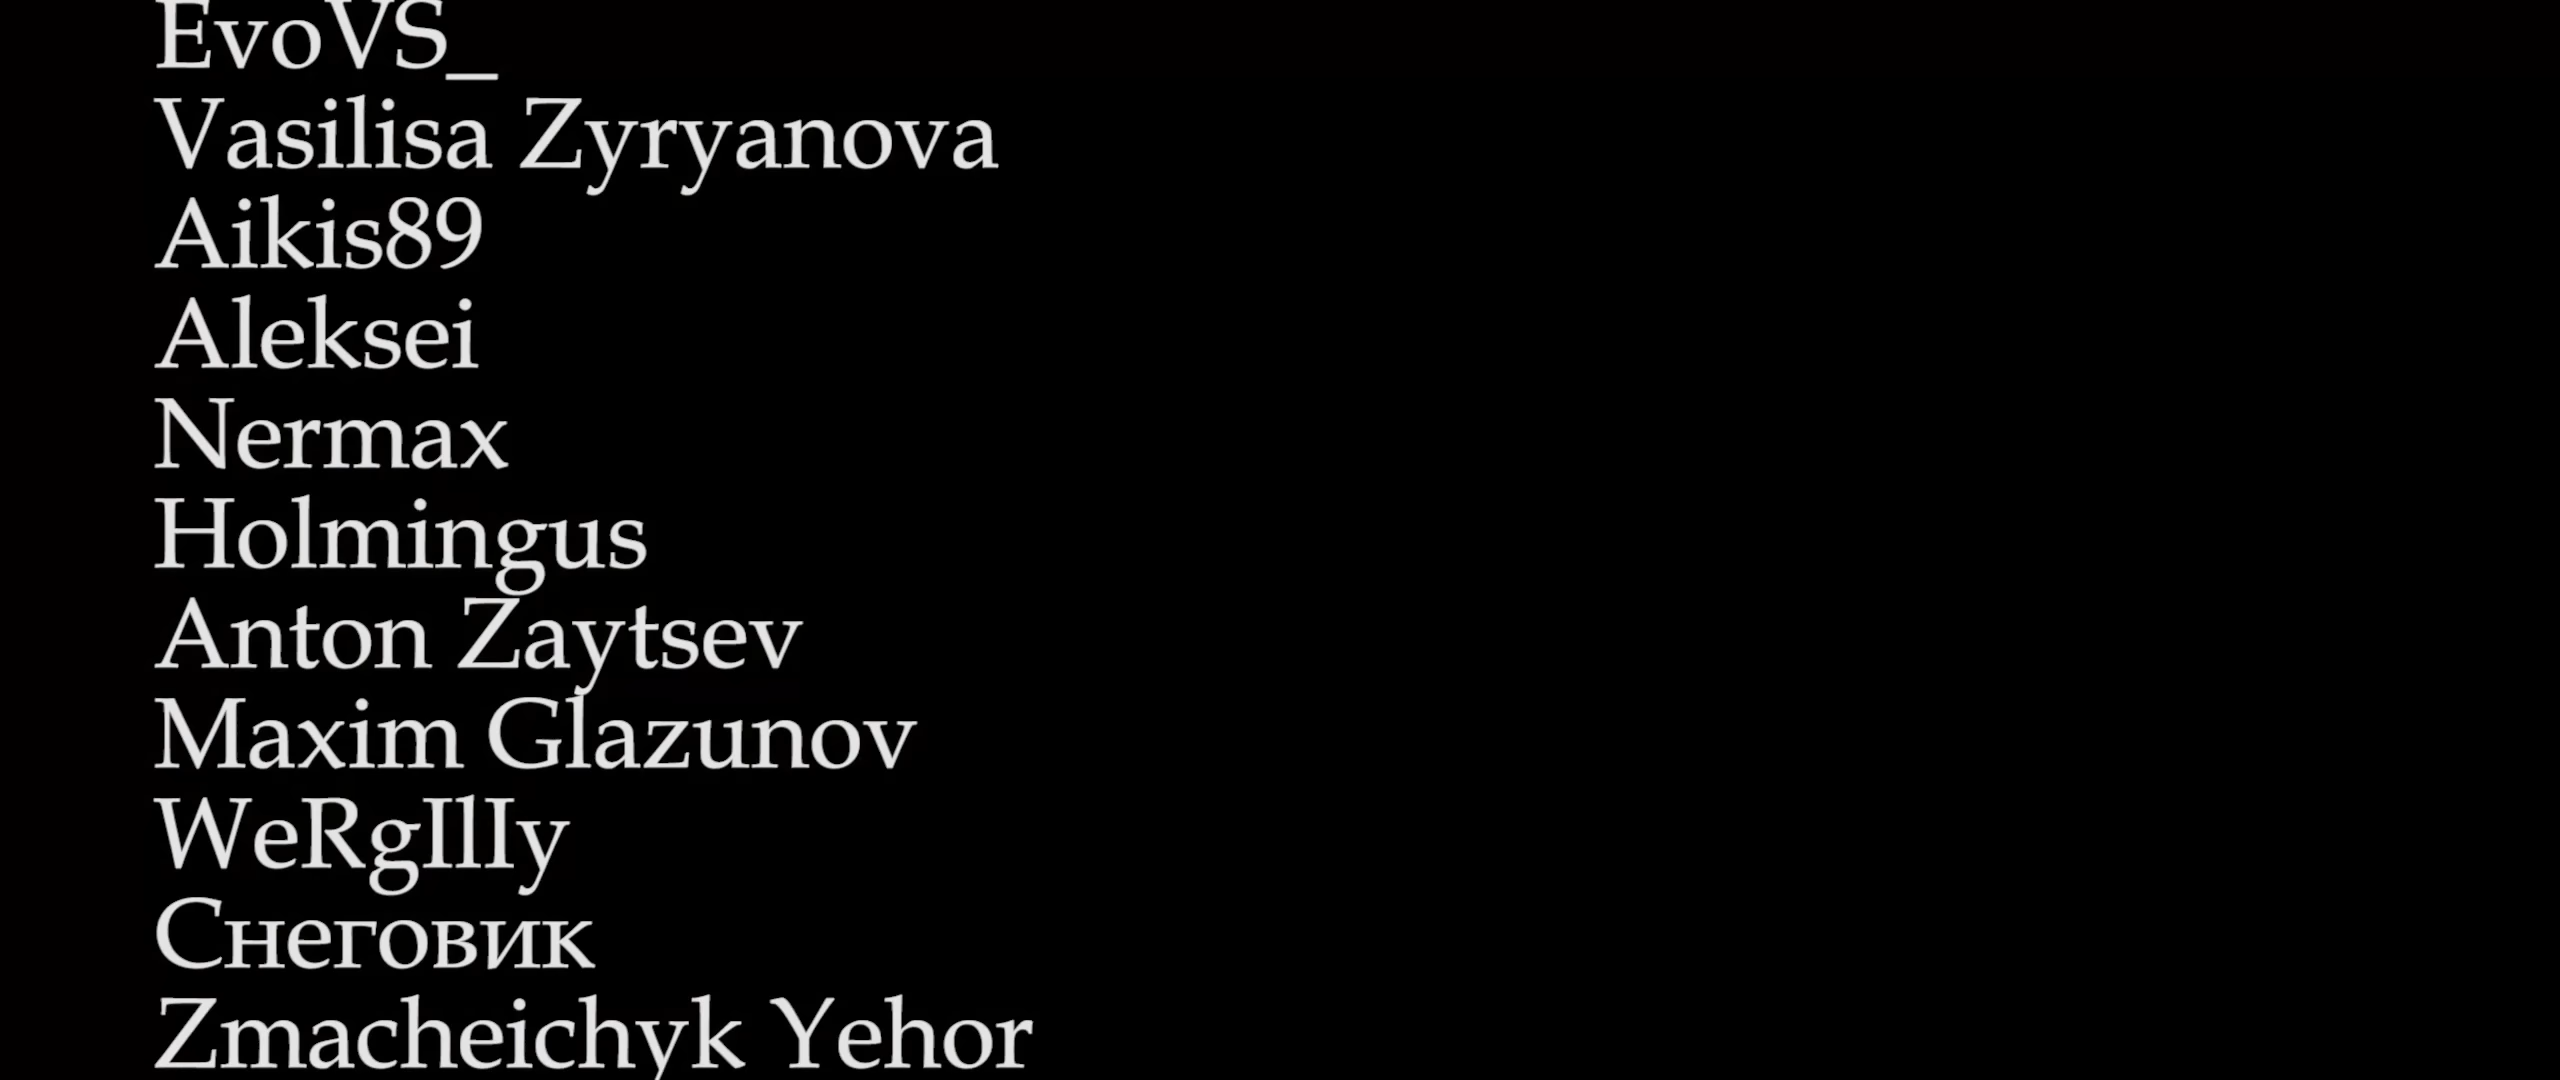 EvoVS_
Vasilisa Zyryanova
Aikis89
Aleksei
Nermax
Holmingus
Anton Zaytsev
Maxim Glazunov
WeRgIlIy
Снеговик
Zmacheichyk Yehor